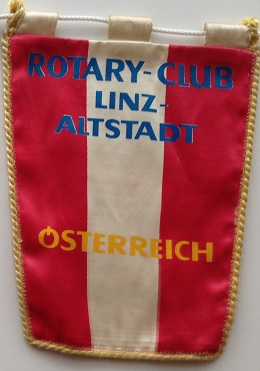 ROTARY-CLUB
LINZ-
ALTSTADT
ÖSTERREICH